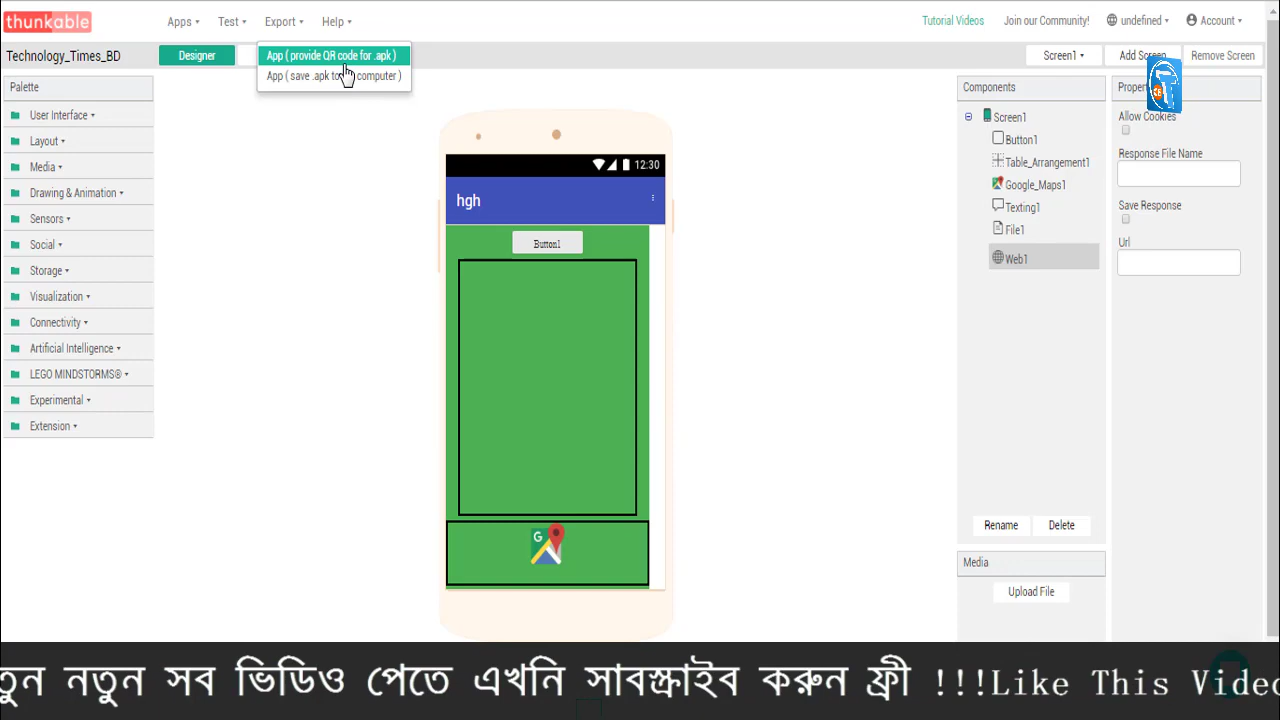 thunkable
Apps Test Export Help Tutorial Videos Join our Community! undefined Account
Technology_Times_BD Designer Screen1 Add Screen Remove Screen
App ( provide QR code for .apk )
App ( save .apk to computer )
Palette
User Interface
Layout
Media
Drawing & Animation
Sensors
Social
Storage
Visualization
Connectivity
Artificial Intelligence
LEGO MINDSTORMS®
Experimental
Extension
12:30
hgh
Button1
G
Components
Screen1
Button1
Table_Arrangement1
Google_Maps1
Texting1
File1
Web1
Rename Delete
Media
Upload File
Allow Cookies
Response File Name
Save Response
Url
নতুন সব ভিডিও পেতে এখনি সাবস্ক্রাইব করুন ফ্রী !!!Like This